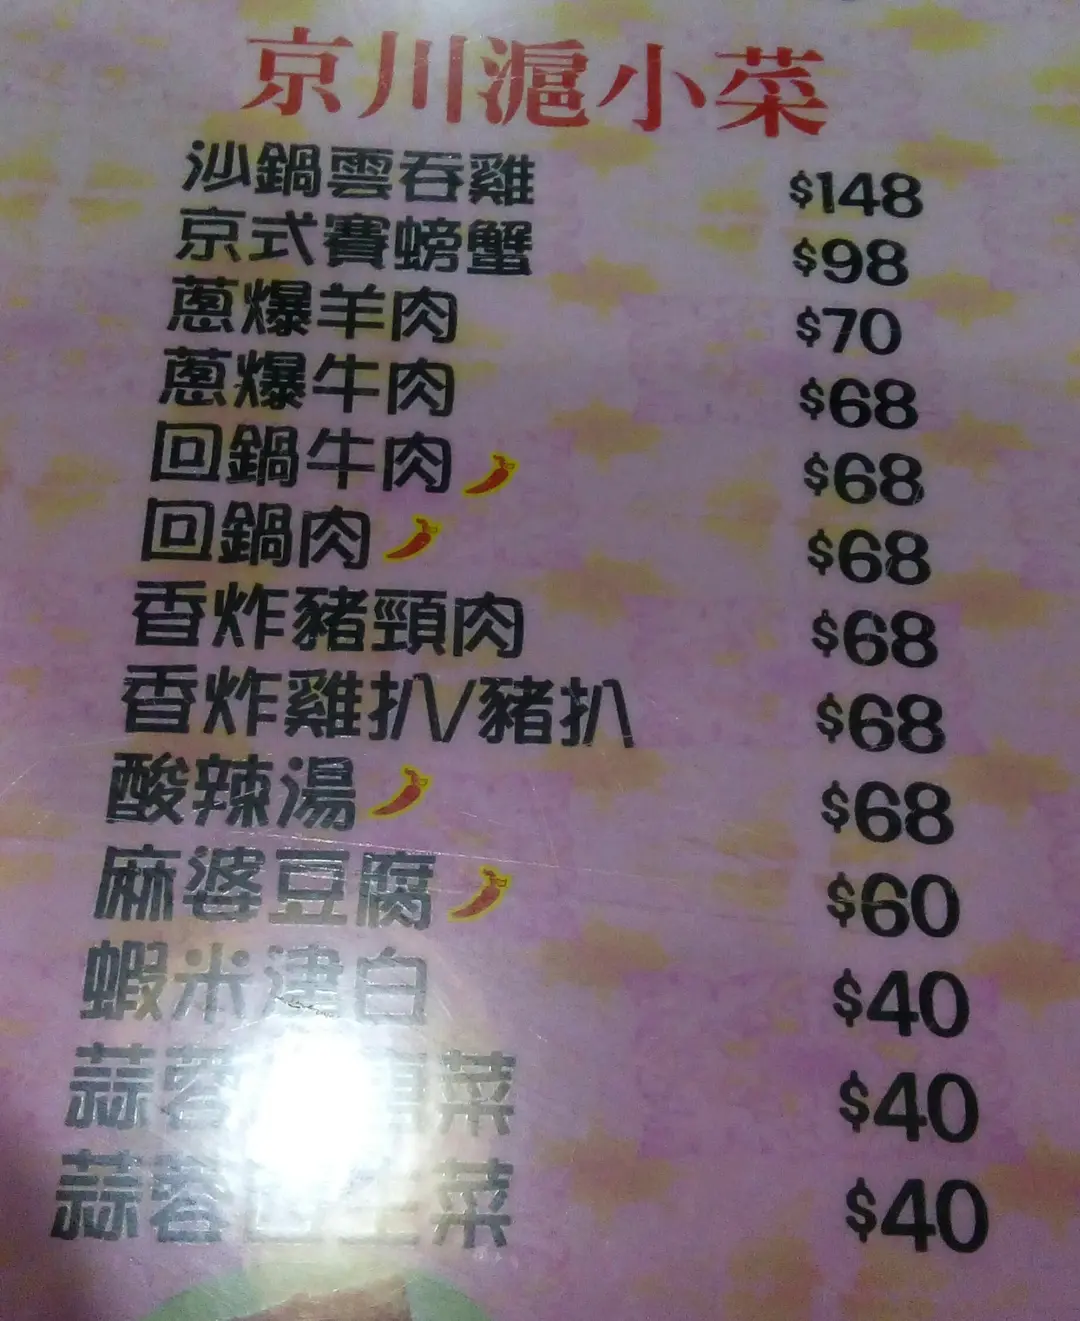 京川滬小菜
沙鍋雲吞雞 $148
京式賽螃蟹 $98
蔥爆羊肉 $70
蔥爆牛肉 $68
回鍋牛肉 $68
回鍋肉 $68
香炸豬頸肉 $68
香炸雞扒/豬扒 $68
酸辣湯 $68
麻婆豆腐 $60
蝦米津白 $40
蒜蓉菜 $40
蒜蓉生菜 $40